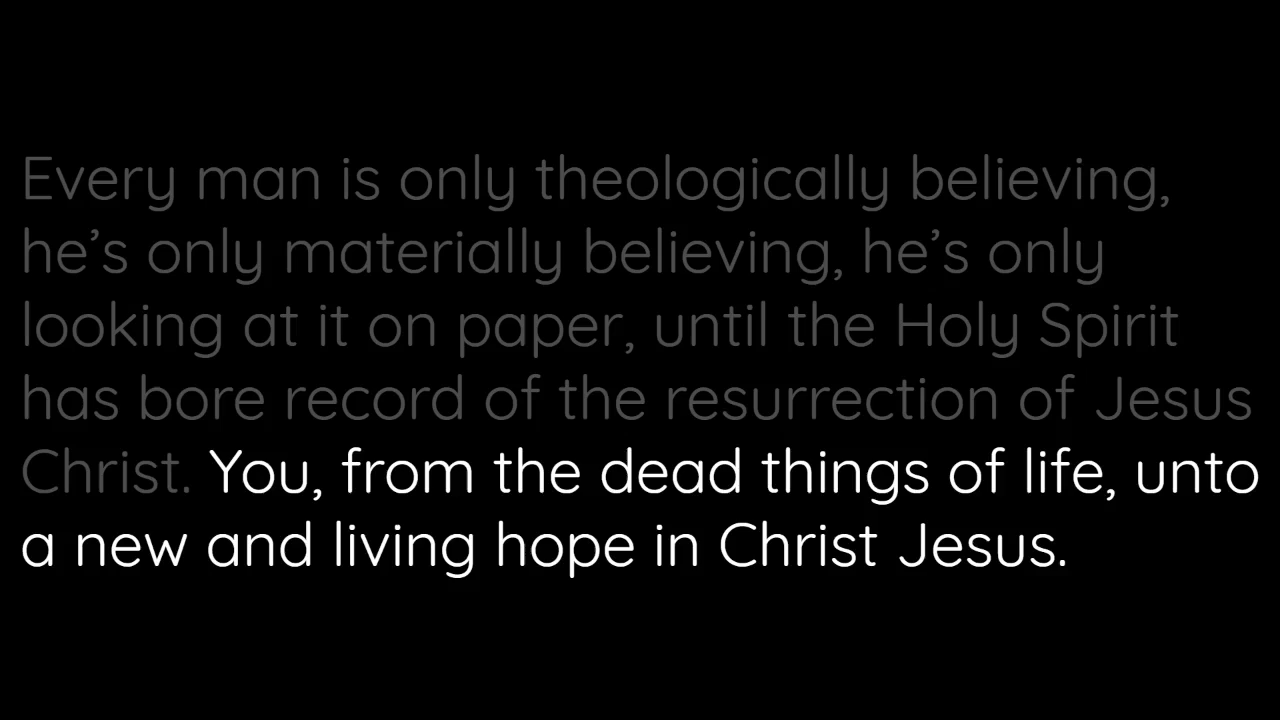 Every man is only theologically believing,
he’s only materially believing, he’s only
looking at it on paper, until the Holy Spirit
has bore record of the resurrection of Jesus
Christ. You, from the dead things of life, unto
a new and living hope in Christ Jesus.